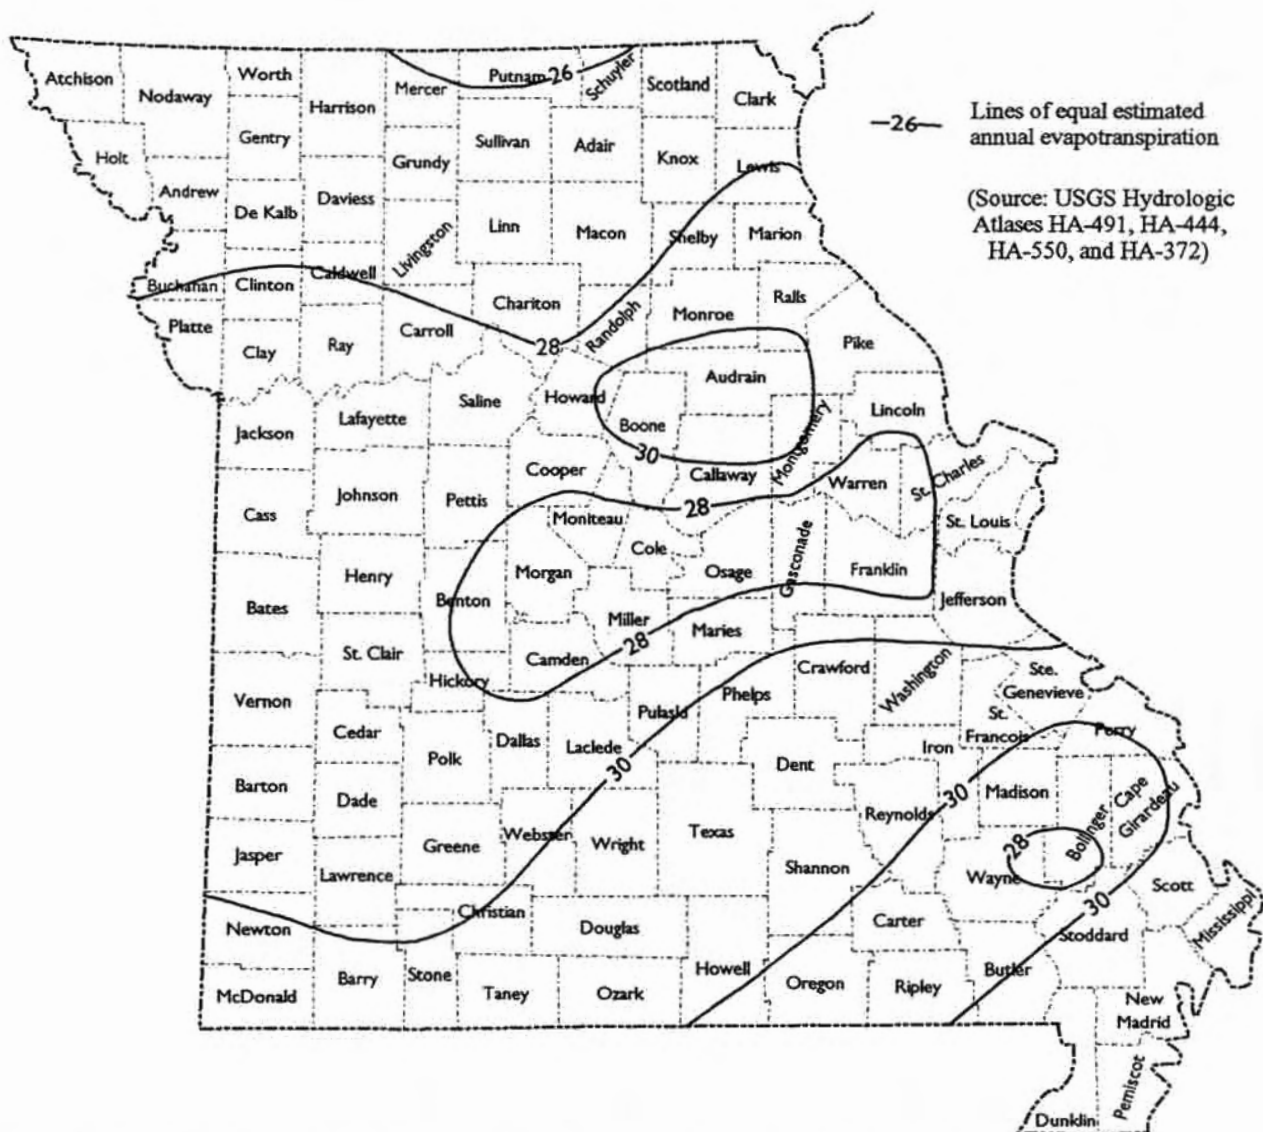 Atchison
Nodaway
Worth
Harrison
Mercer
Putnam
26
Schuyler
Scotland
Clark
Gentry
Sullivan
Adair
Knox
Lewis
Holt
Grundy
Andrew
De Kalb
Daviess
Livingston
Linn
Macon
Shelby
Marion
Buchanan
Clinton
Caldwell
Chariton
Randolph
Monroe
Ralls
Platte
Clay
Ray
Carroll
28
Pike
Audrain
Howard
Boone
Saline
Lafayette
Jackson
Lincoln
30
Montgomery
Cooper
Callaway
Warren
St. Charles
Johnson
Pettis
28
Cass
Moniteau
St. Louis
Cole
Gasconade
Henry
Morgan
Osage
Franklin
Bates
Benton
Jefferson
Miller
Maries
28
St. Clair
Camden
Crawford
Washington
Hickory
Phelps
Ste.
Genevieve
Vernon
Pulaski
St.
Francois
Cedar
Dallas
Laclede
Perry
Polk
Iron
30
Dent
Barton
Dade
Madison
30
Cape
Girardeau
Reynolds
Webster
Texas
Bollinger
Greene
Wright
28
Jasper
Lawrence
Shannon
Wayne
Scott
30
Christian
Carter
Mississippi
Newton
Douglas
Stoddard
Howell
Butler
Barry
Stone
Oregon
Ripley
McDonald
Taney
Ozark
New
Madrid
Pemiscot
Dunklin
26
Lines of equal estimated
annual evapotranspiration
(Source: USGS Hydrologic
Atlases HA-491, HA-444,
HA-550, and HA-372)